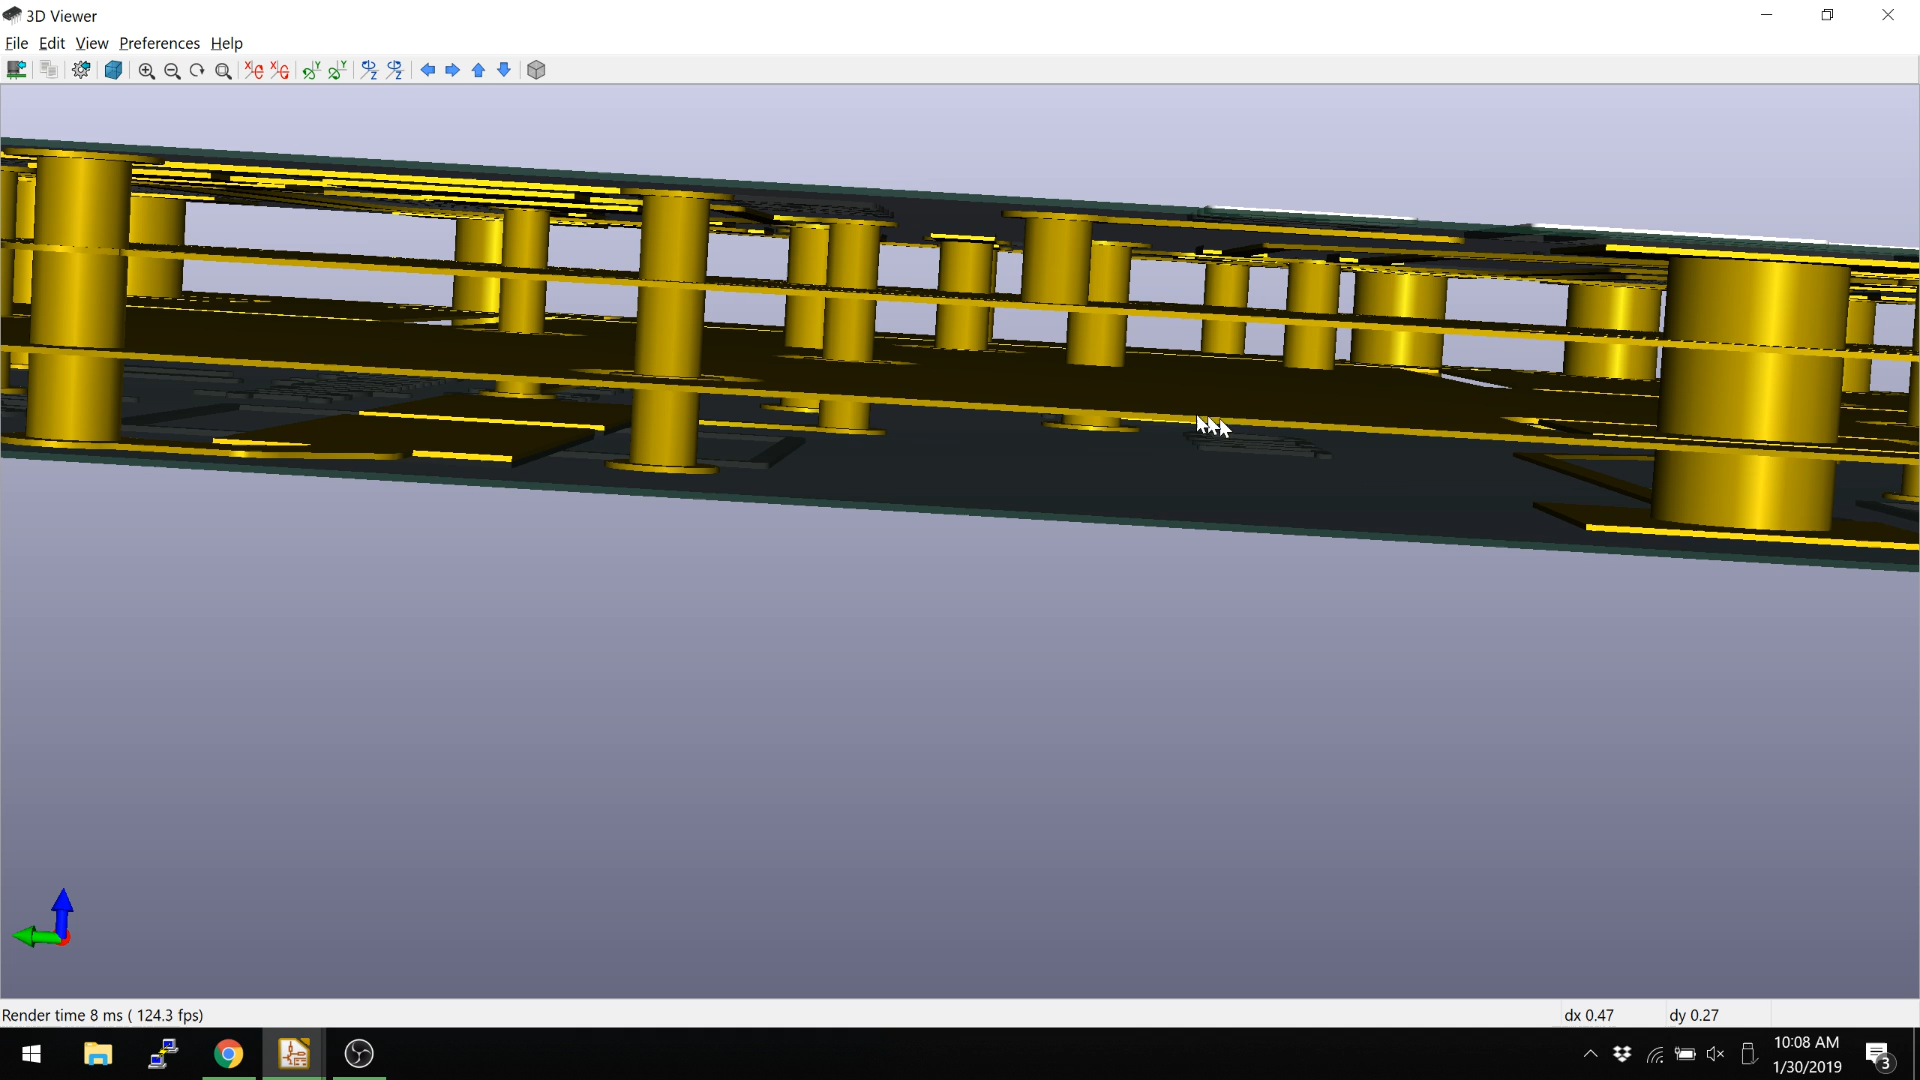 3D Viewer
File Edit View Preferences Help
X X Y Y Z Z
Render time 8 ms ( 124.3 fps)
dx 0.47
dy 0.27
10:08 AM
1/30/2019
3